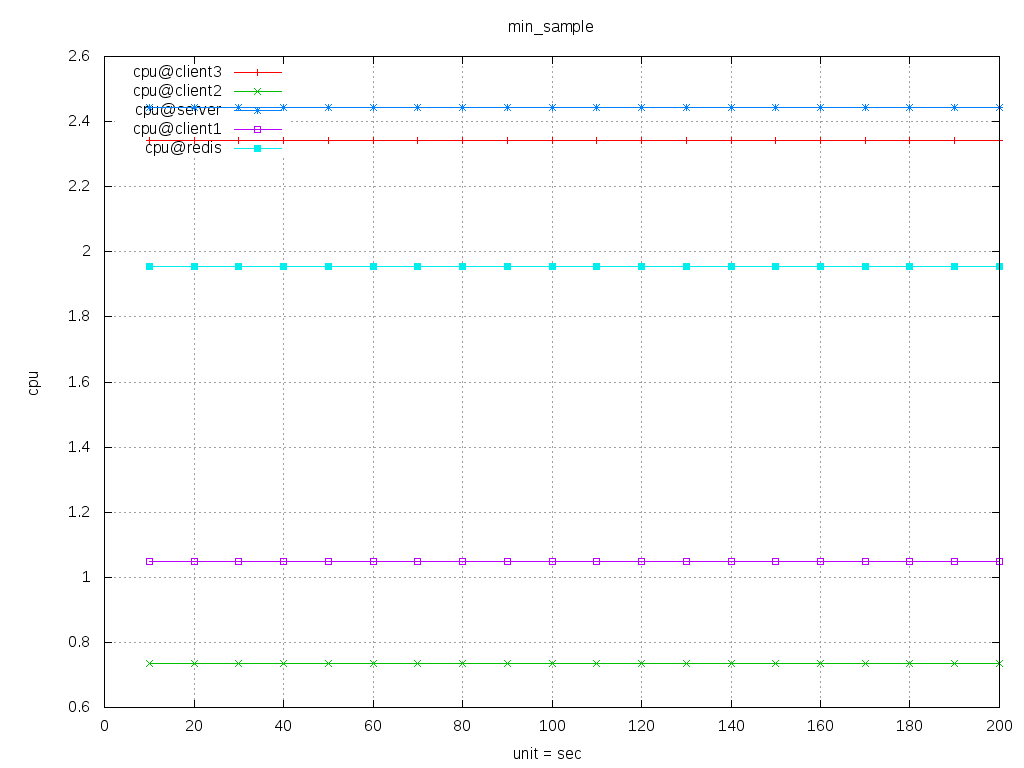 min_sample
2.6
2.4
2.2
2
1.8
1.6
1.4
1.2
1
0.8
0.6
cpu
cpu@client3
cpu@client2
cpu@server
cpu@client1
cpu@redis
0 20 40 60 80 100 120 140 160 180 200
unit = sec